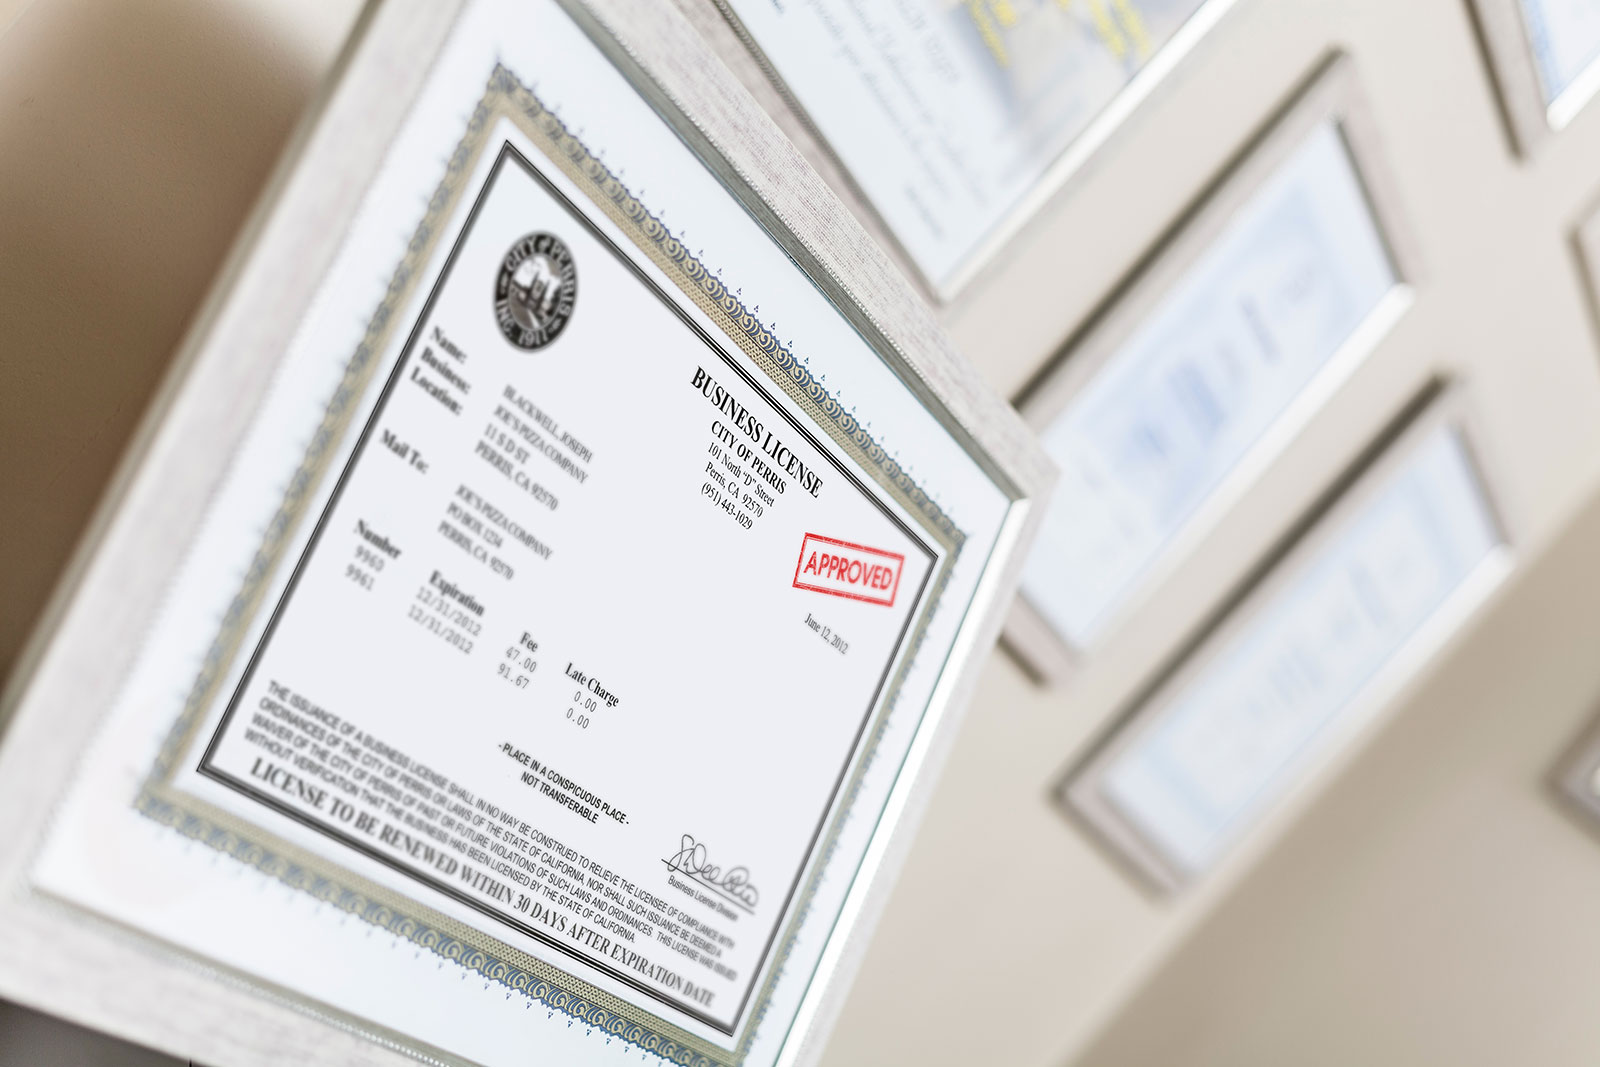 CITY of PERRIS
INC. 1911
BUSINESS LICENSE
CITY OF PERRIS
101 North "D" Street
Perris, CA 92570
(951) 443-1029
APPROVED
June 12, 2012
Name: BLACKWELL, JOSEPH
Business: JOE'S PIZZA COMPANY
Location: 11 S D ST
PERRIS, CA 92570
Mail To: JOE'S PIZZA COMPANY
PO BOX 1234
PERRIS, CA 92570
Number Expiration Fee Late Charge
9960 12/31/2012 47.00 0.00
9961 12/31/2012 91.67 0.00
- PLACE IN A CONSPICUOUS PLACE -
NOT TRANSFERABLE
Business License Division
THE ISSUANCE OF A BUSINESS LICENSE SHALL IN NO WAY BE CONSTRUED TO RELIEVE THE LICENSEE OF COMPLIANCE WITH
ORDINANCES OF THE CITY OF PERRIS OR LAWS OF THE STATE OF CALIFORNIA, NOR SHALL SUCH ISSUANCE BE DEEMED A
WAIVER OF THE CITY OF PERRIS OF PAST OR FUTURE VIOLATIONS OF SUCH LAWS AND ORDINANCES. THIS LICENSE WAS ISSUED
WITHOUT VERIFICATION THAT THE BUSINESS HAS BEEN LICENSED BY THE STATE OF CALIFORNIA.
LICENSE TO BE RENEWED WITHIN 30 DAYS AFTER EXPIRATION DATE